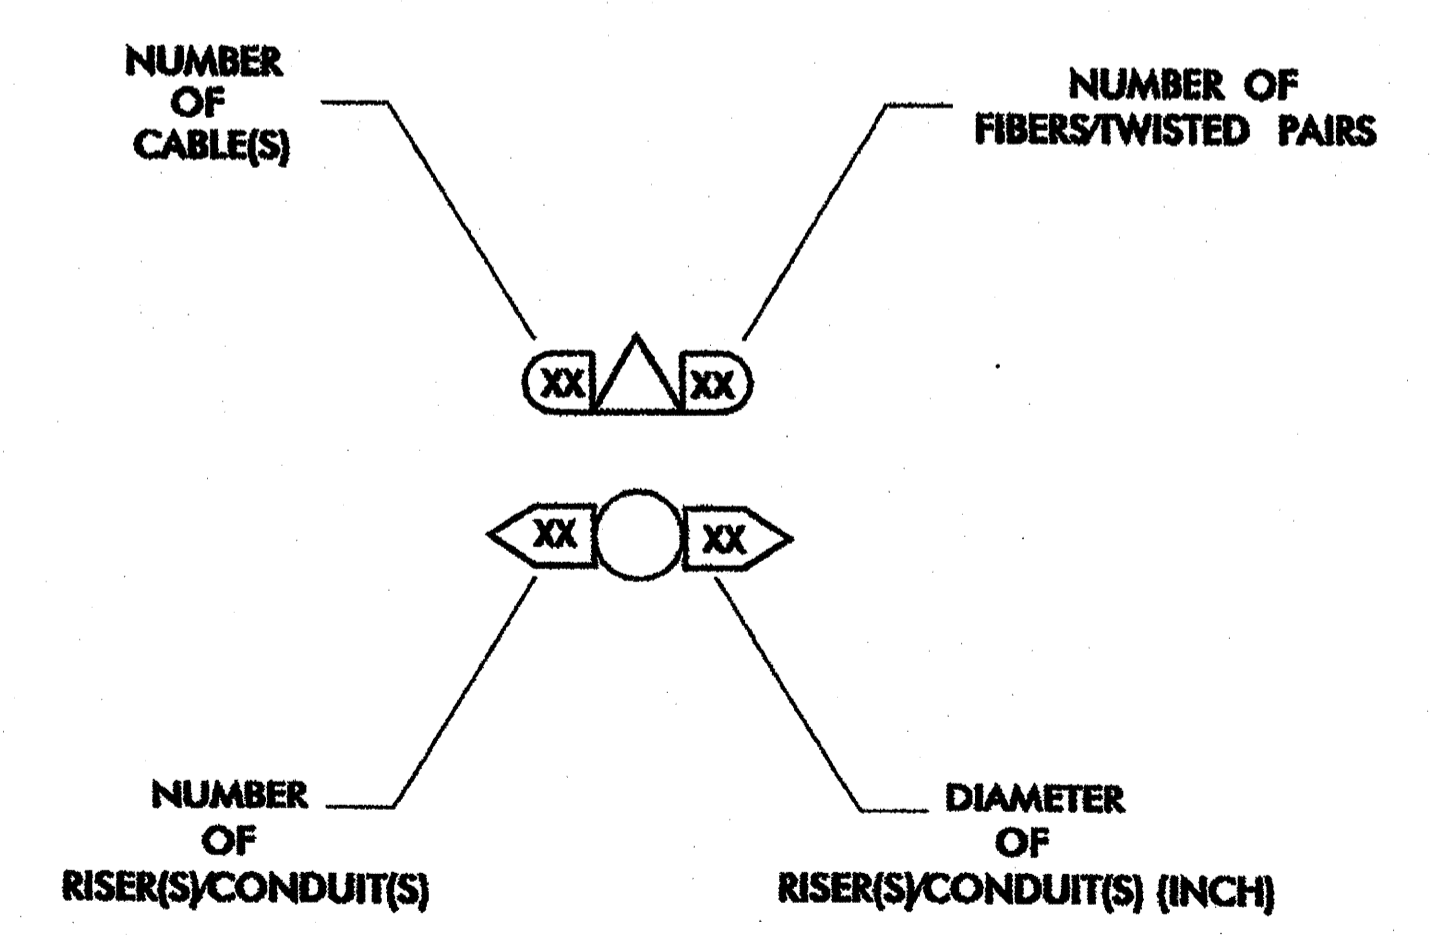 NUMBER
OF
CABLE(S)
NUMBER OF
FIBERS/TWISTED PAIRS
XX
XX
XX
XX
NUMBER
OF
RISER(S)/CONDUIT(S)
DIAMETER
OF
RISER(S)/CONDUIT(S) (INCH)